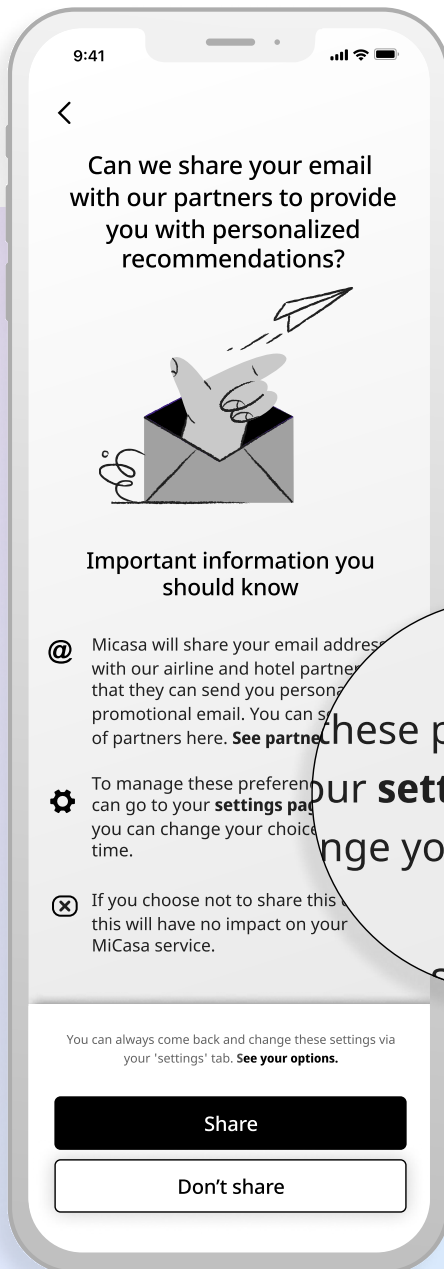 9:41
Can we share your email
with our partners to provide
you with personalized
recommendations?
Important information you
should know
@ Micasa will share your email address
with our airline and hotel
that they can send you
promotional email. You can
of partners here. See
To manage these
can go to your settings
you can change your choice
time.
If you choose not to share this
this will have no impact on your
MiCasa service.
these
sett
nge
You can always come back and change these settings via
your 'settings' tab. See your options.
Share
Don't share